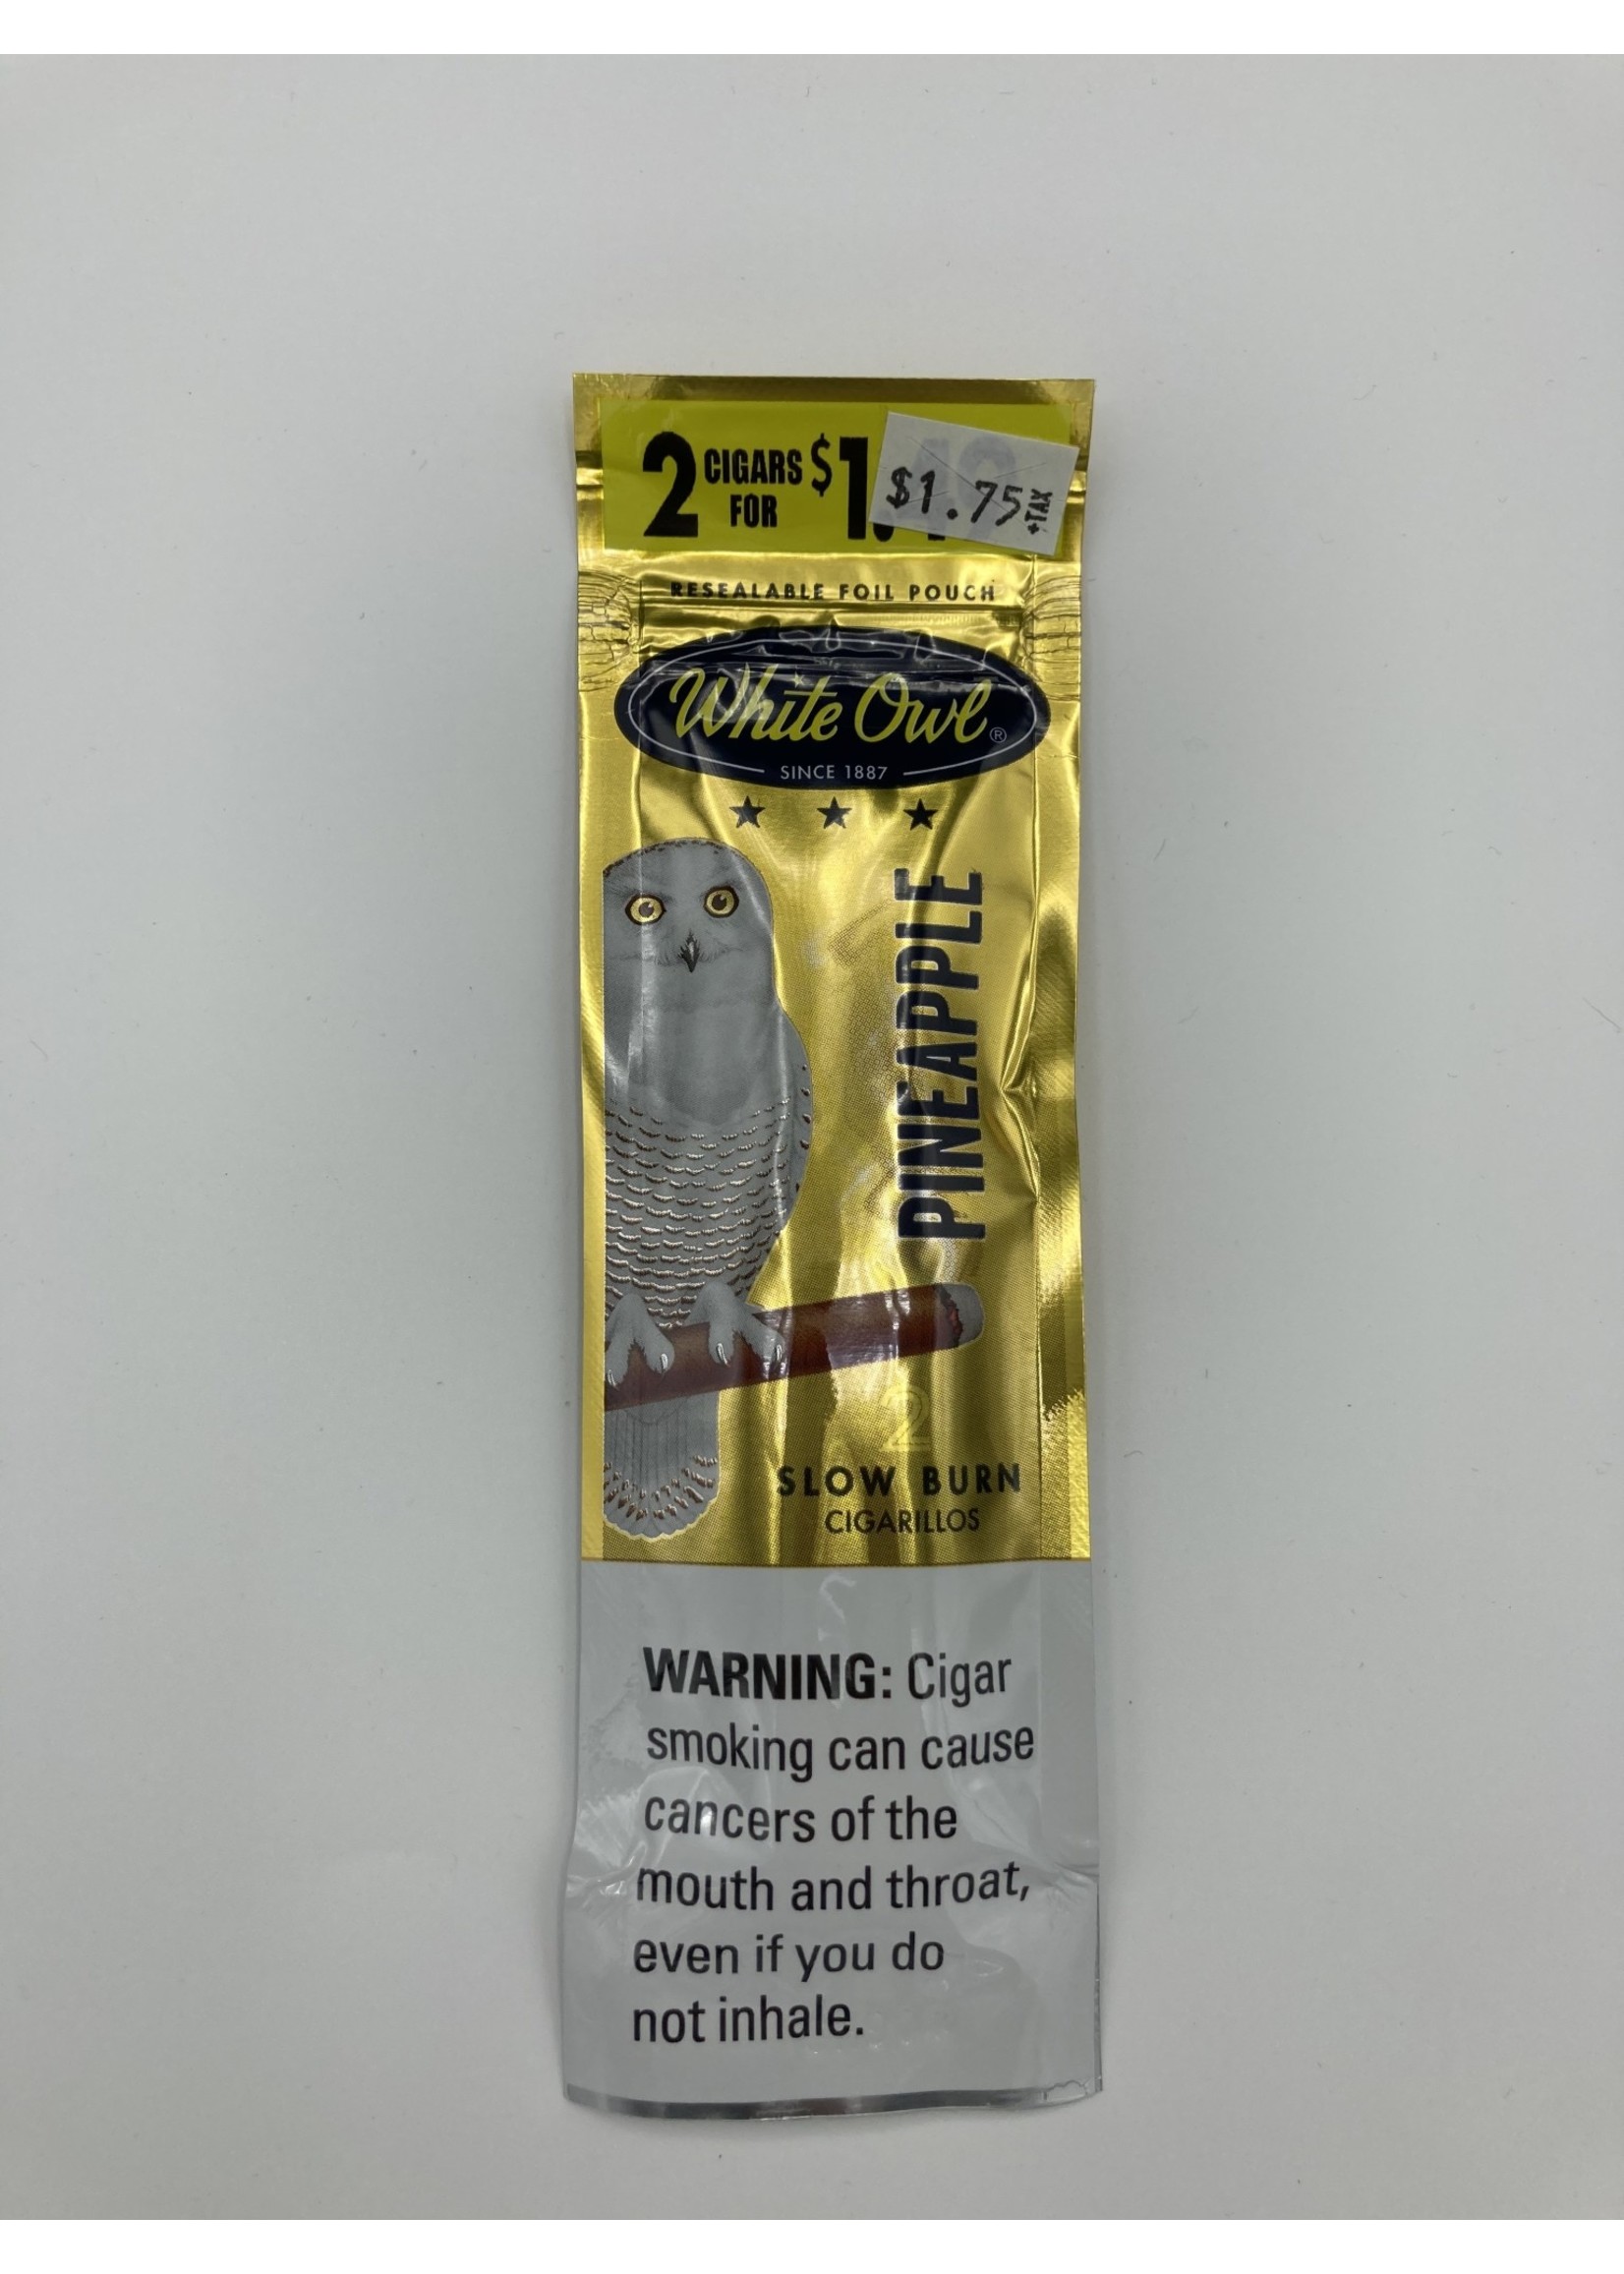 2 CIGARS FOR $1.49
$1.75 +TAX
RESEALABLE FOIL POUCH
White Owl®
SINCE 1887
PINEAPPLE
2
SLOW BURN
CIGARILLOS
WARNING: Cigar
smoking can cause
cancers of the
mouth and throat,
even if you do
not inhale.